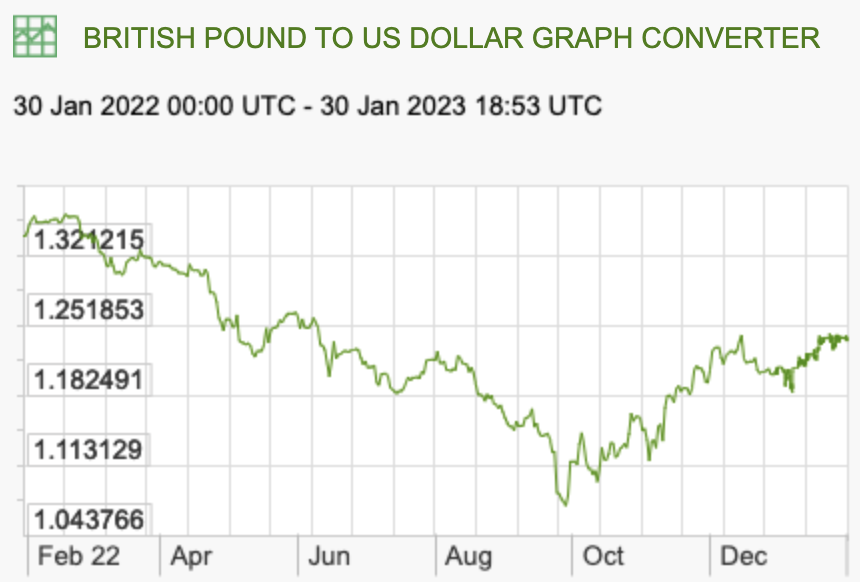 BRITISH POUND TO US DOLLAR GRAPH CONVERTER
30 Jan 2022 00:00 UTC - 30 Jan 2023 18:53 UTC
1.321215
1.251853
1.182491
1.113129
1.043766
Feb 22 Apr Jun Aug Oct Dec